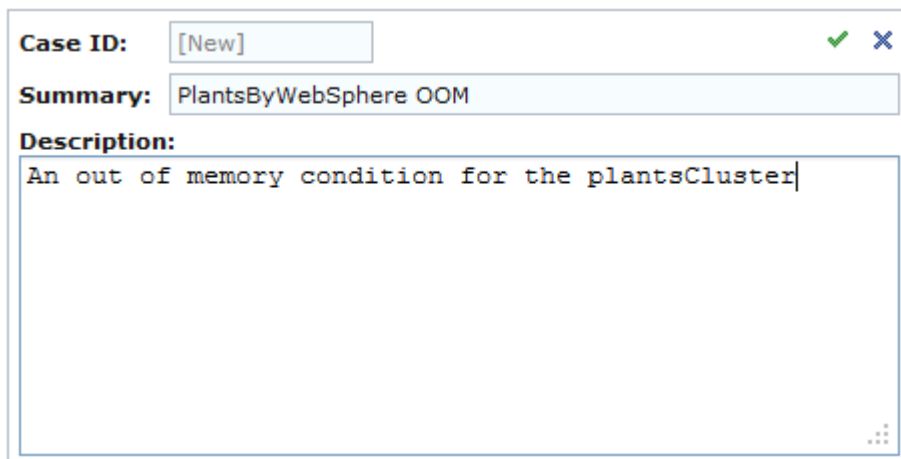 Case ID: [New]
Summary: PlantsByWebSphere OOM
Description:
An out of memory condition for the plantsCluster